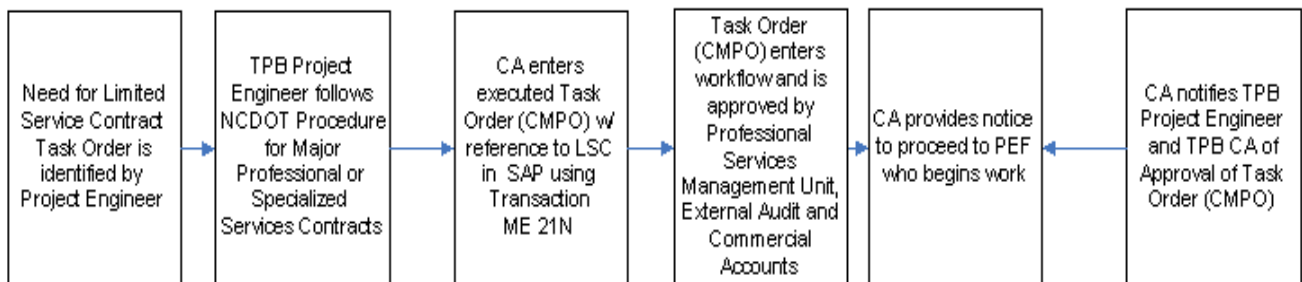 Need for Limited
Service Contract
Task Order is
identified by
Project Engineer
TPB Project
Engineer follows
NCDOT Procedure
for Major
Professional or
Specialized
Services Contracts
CA enters
executed Task
Order (CMPO) w/
reference to LSC
in SAP using
Transaction
ME 21N
Task Order
(CMPO) enters
workflow and is
approved by
Professional
Services
Management Unit,
External Audit and
Commercial
Accounts
CA provides notice
to proceed to PEF
who begins work
CA notifies TPB
Project Engineer
and TPB CA of
Approval of Task
Order (CMPO)